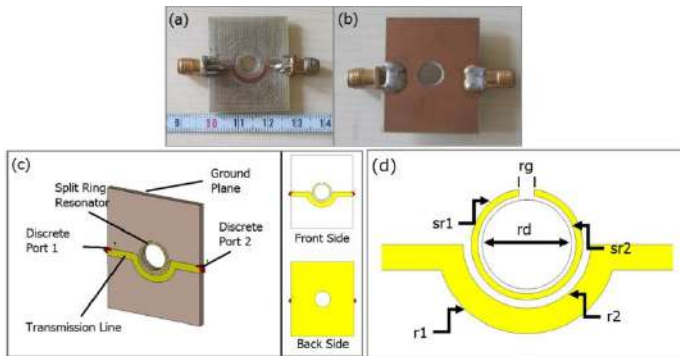 (a)
(b)
9 10 11 12 13 14
(c)
Split Ring
Resonator
Ground
Plane
Discrete
Port 1
Discrete
Port 2
Transmission Line
Front Side
Back Side
(d)
rg
sr1
rd
sr2
r1
r2